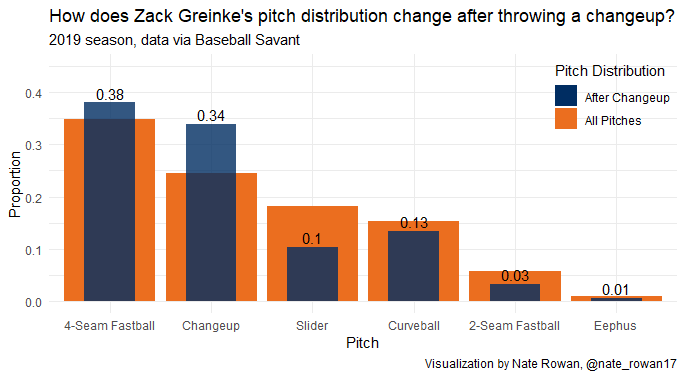 How does Zack Greinke's pitch distribution change after throwing a changeup?
2019 season, data via Baseball Savant
Pitch Distribution
After Changeup
All Pitches
0.38
0.34
0.1
0.13
0.03
0.01
Proportion
0.4
0.3
0.2
0.1
0.0
4-Seam Fastball
Changeup
Slider
Curveball
2-Seam Fastball
Eephus
Pitch
Visualization by Nate Rowan, @nate_rowan17